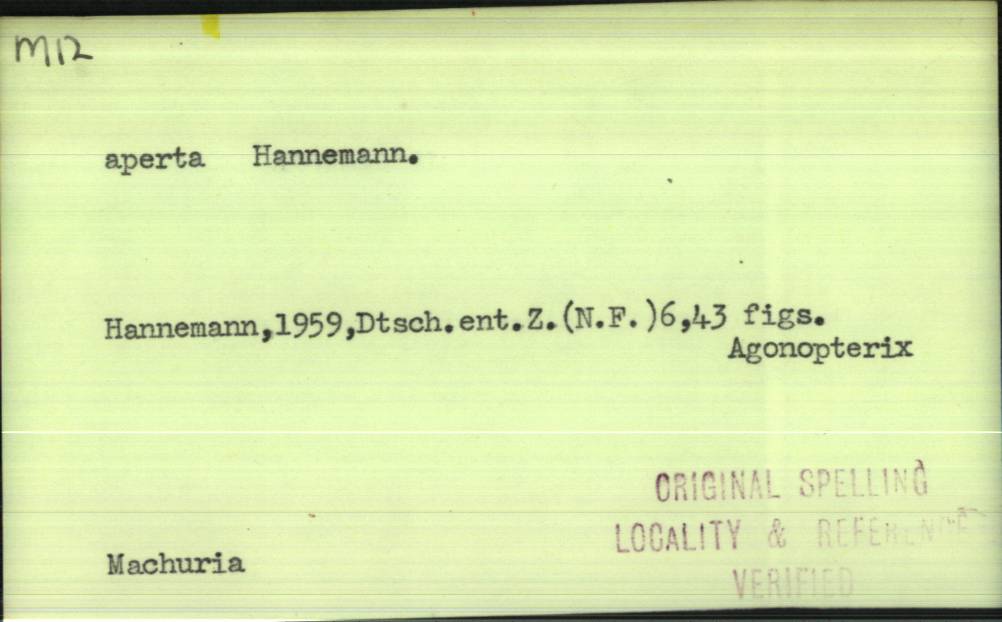 M12
aperta Hannemann.
Hannemann,1959,Dtsch.ent.Z.(N.F.)6,43 figs.
Agonopterix
ORIGINAL SPELLING
LOCALITY & REFERENCE
VERIFIED
Machuria